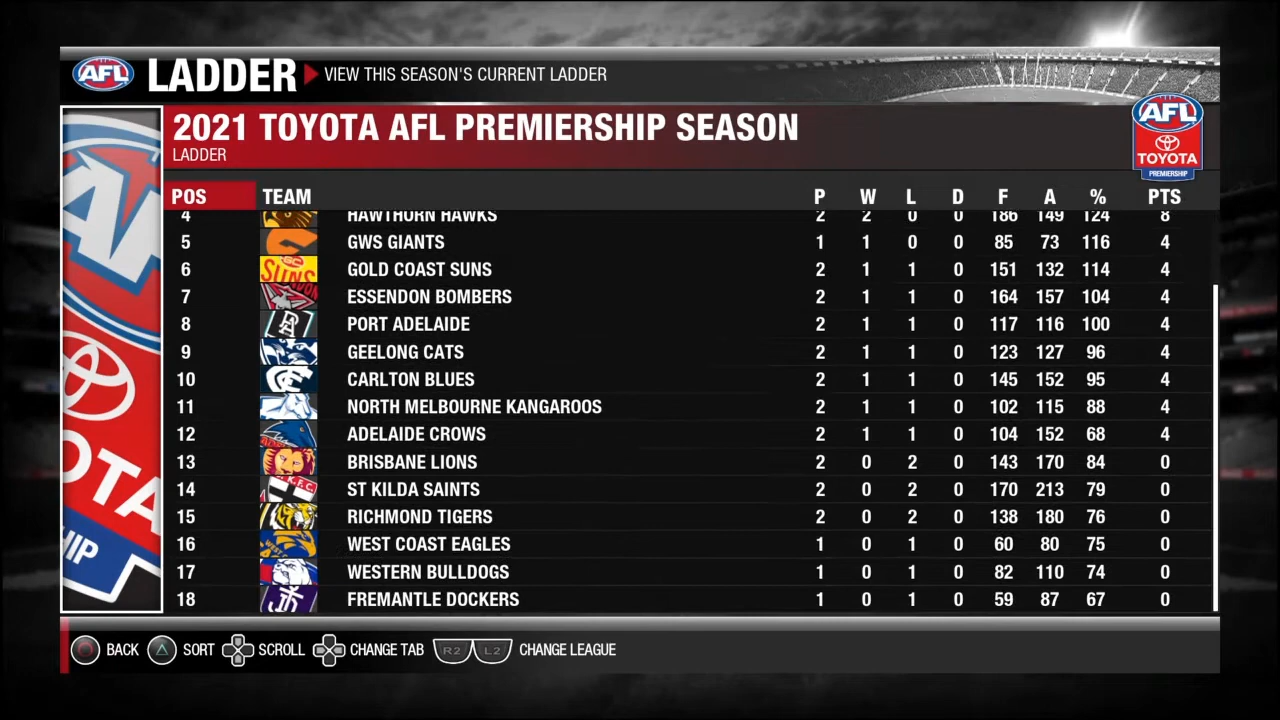 AFL LADDER VIEW THIS SEASON'S CURRENT LADDER
2021 TOYOTA AFL PREMIERSHIP SEASON
LADDER
AFL
TOYOTA
PREMIERSHIP
POS TEAM P W L D F A % PTS
4 HAWTHORN HAWKS 2 2 0 0 186 149 124 8
5 GWS GIANTS 1 1 0 0 85 73 116 4
6 GC SUNS GOLD COAST SUNS 2 1 1 0 151 132 114 4
7 ESSENDON BOMBERS 2 1 1 0 164 157 104 4
8 PORT ADELAIDE 2 1 1 0 117 116 100 4
9 GEELONG CATS 2 1 1 0 123 127 96 4
10 CARLTON BLUES 2 1 1 0 145 152 95 4
11 NORTH MELBOURNE KANGAROOS 2 1 1 0 102 115 88 4
12 ADELAIDE CROWS 2 1 1 0 104 152 68 4
13 BRISBANE LIONS 2 0 2 0 143 170 84 0
14 ST KILDA SAINTS 2 0 2 0 170 213 79 0
15 RICHMOND TIGERS 2 0 2 0 138 180 76 0
16 WEST COAST EAGLES 1 0 1 0 60 80 75 0
17 WESTERN BULLDOGS 1 0 1 0 82 110 74 0
18 FREMANTLE DOCKERS 1 0 1 0 59 87 67 0
BACK SORT SCROLL CHANGE TAB R2 L2 CHANGE LEAGUE